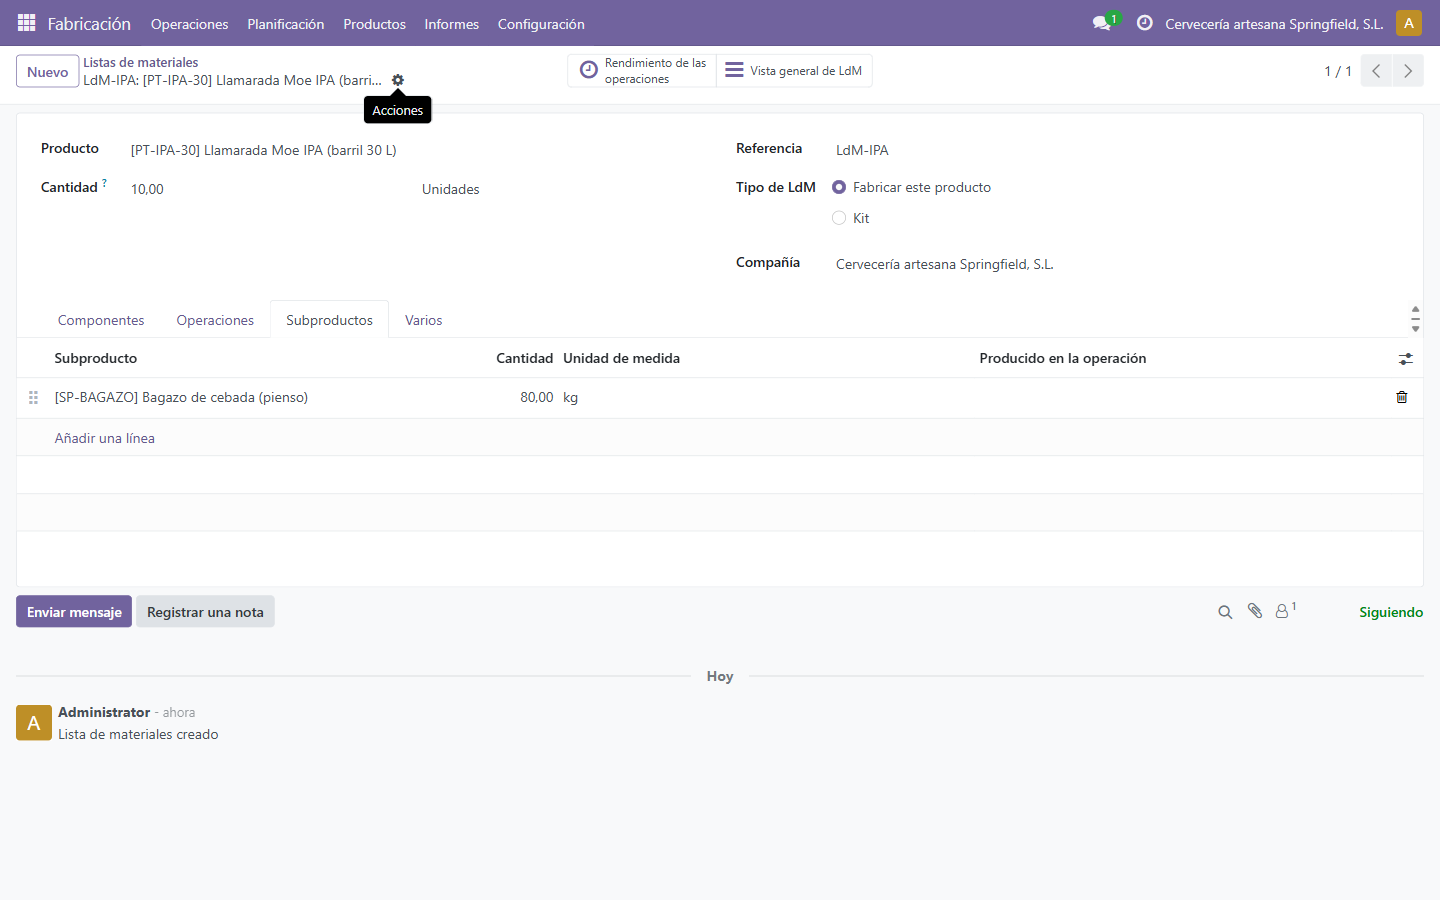 Fabricación Operaciones Planificación Productos Informes Configuración 1 Cervecería artesana Springfield, S.L. A
Nuevo
Listas de materiales
LdM-IPA: [PT-IPA-30] Llamarada Moe IPA (barri...
Rendimiento de las operaciones
Vista general de LdM
1 / 1
Acciones
Producto [PT-IPA-30] Llamarada Moe IPA (barril 30 L)
Cantidad ? 10,00 Unidades
Referencia LdM-IPA
Tipo de LdM Fabricar este producto
Kit
Compañía Cervecería artesana Springfield, S.L.
Componentes Operaciones Subproductos Varios
Subproducto Cantidad Unidad de medida Producido en la operación
[SP-BAGAZO] Bagazo de cebada (pienso) 80,00 kg
Añadir una línea
Enviar mensaje Registrar una nota 1 Siguiendo
Hoy
A Administrator - ahora
Lista de materiales creado